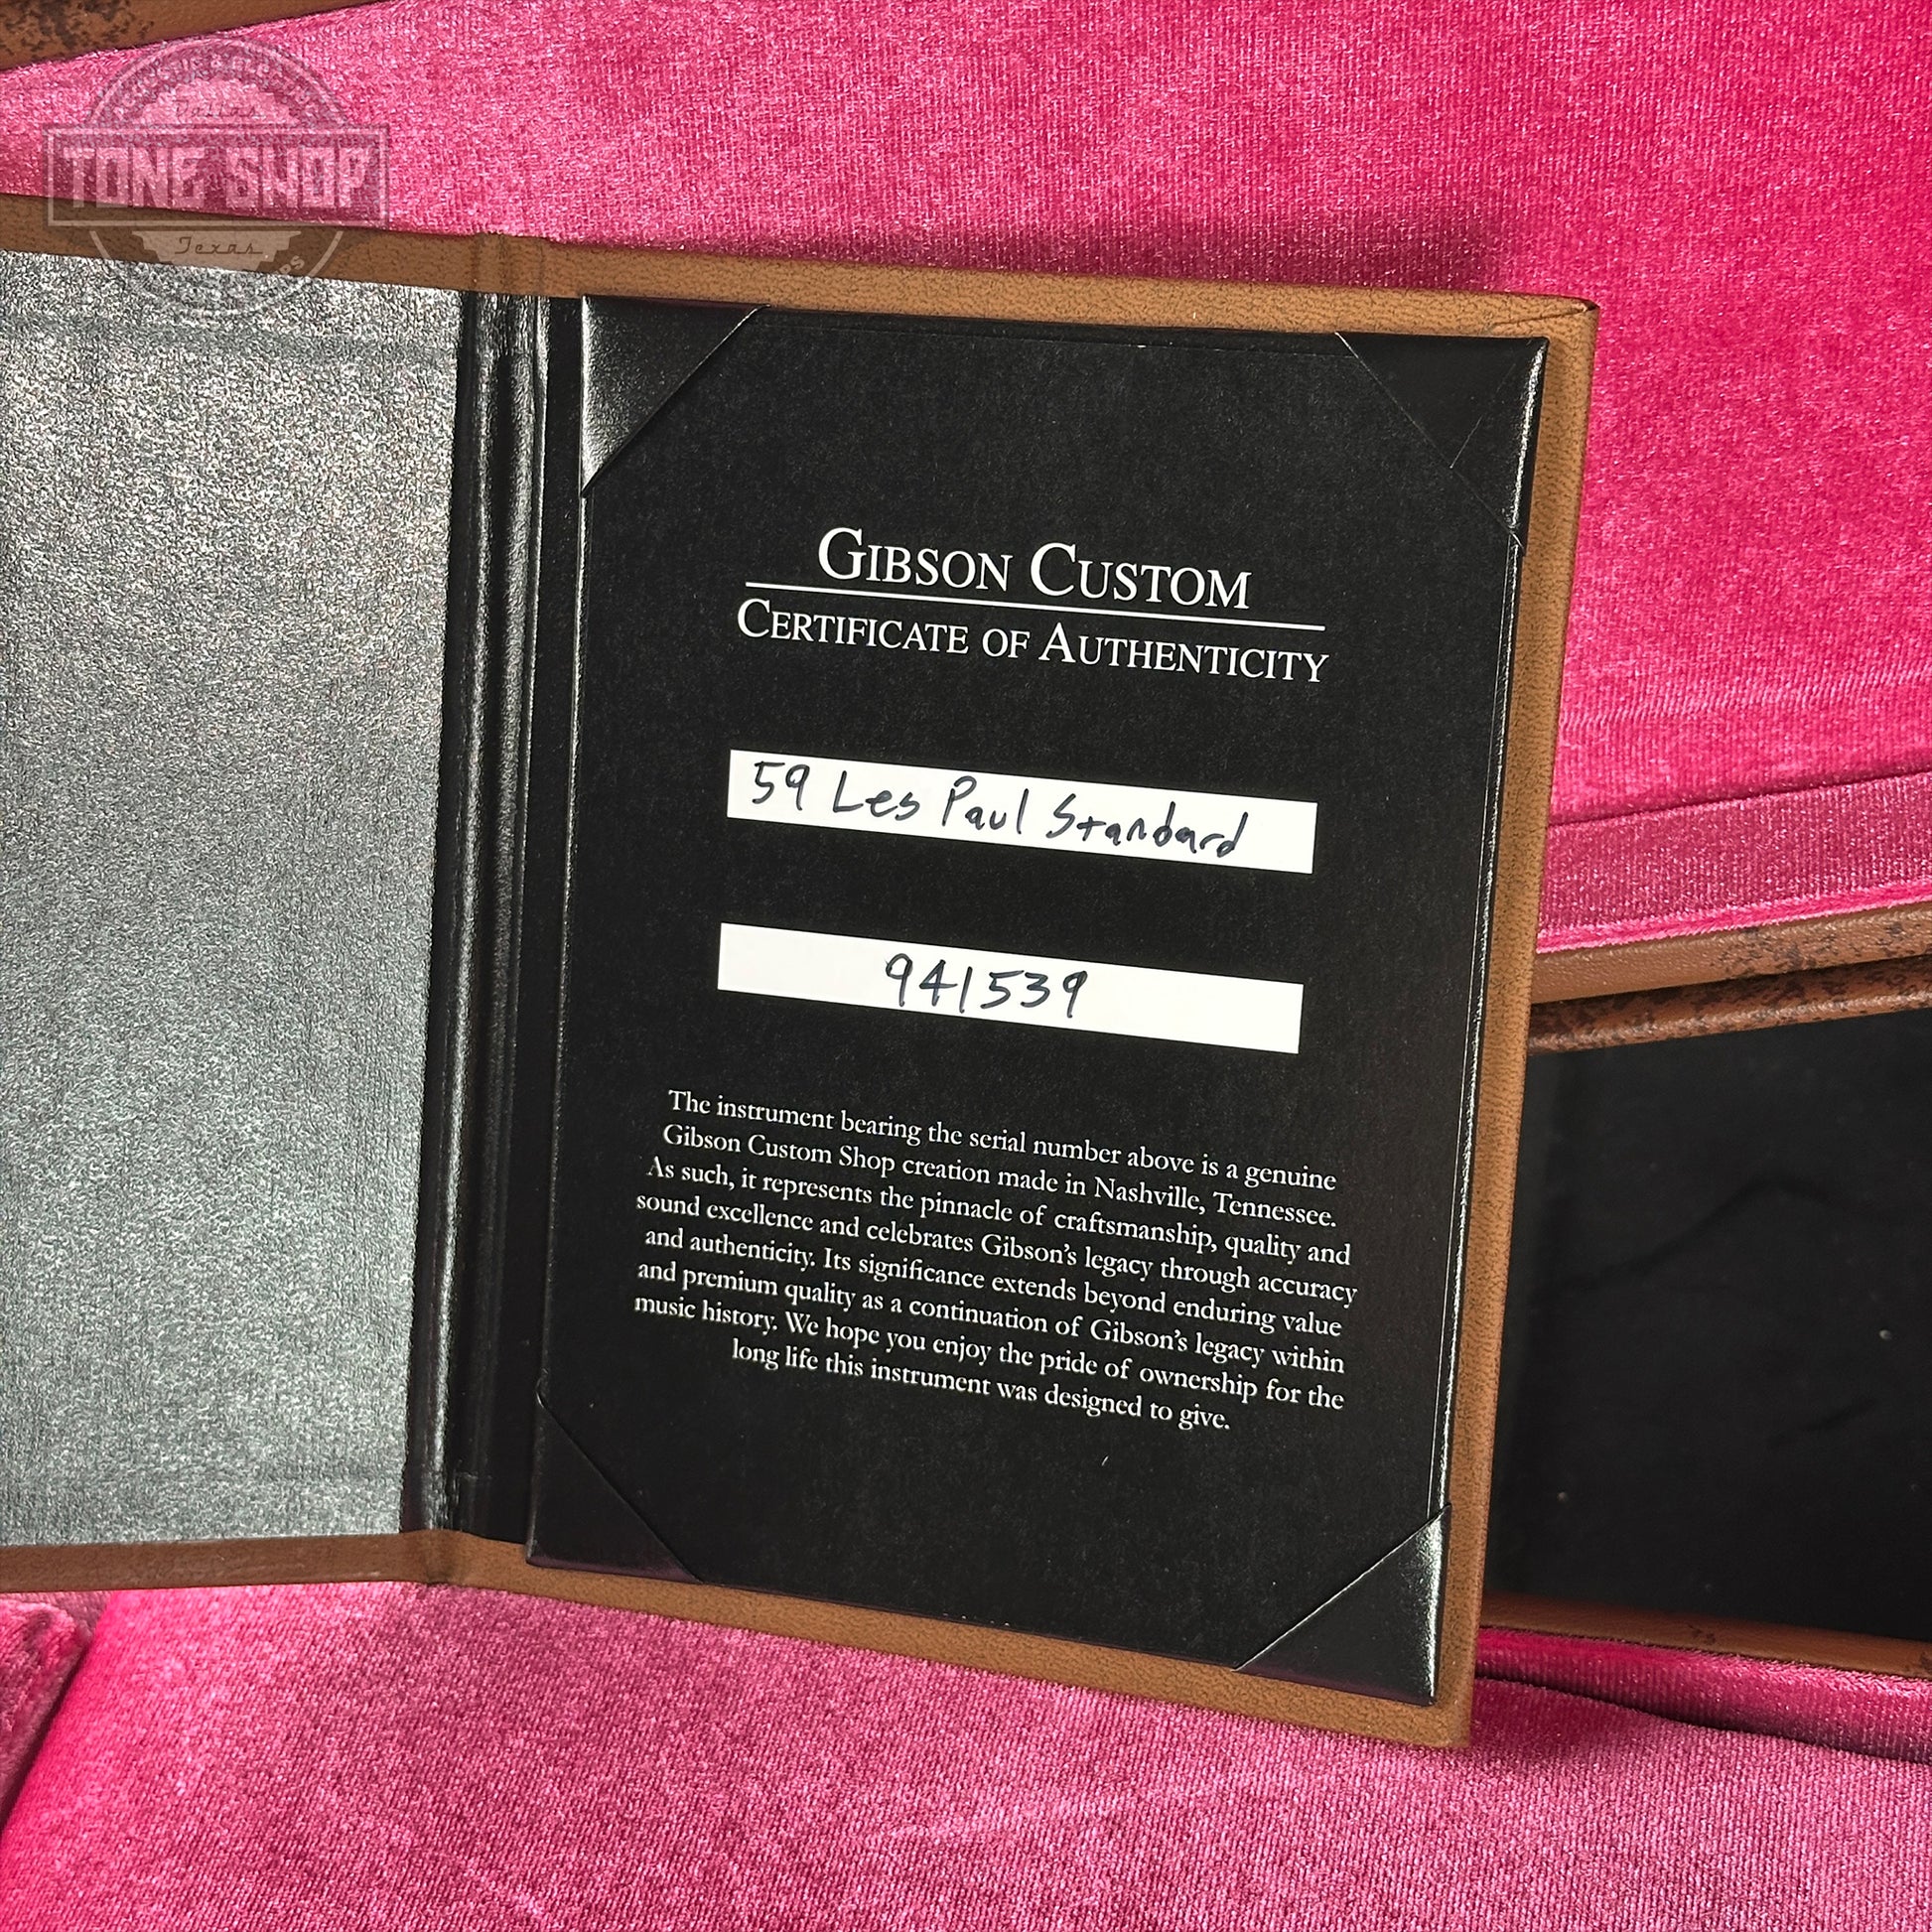 TONE SHOP
Texas
GIBSON CUSTOM
CERTIFICATE OF AUTHENTICITY
59 Les Paul Standard
941539
The instrument bearing the serial number above is a genuine
Gibson Custom Shop creation made in Nashville, Tennessee.
As such, it represents the pinnacle of craftsmanship, quality and
sound excellence and celebrates Gibson's legacy through accuracy
and authenticity. Its significance extends beyond enduring value
and premium quality as a continuation of Gibson's legacy within
music history. We hope you enjoy the pride of ownership for the
long life this instrument was designed to give.